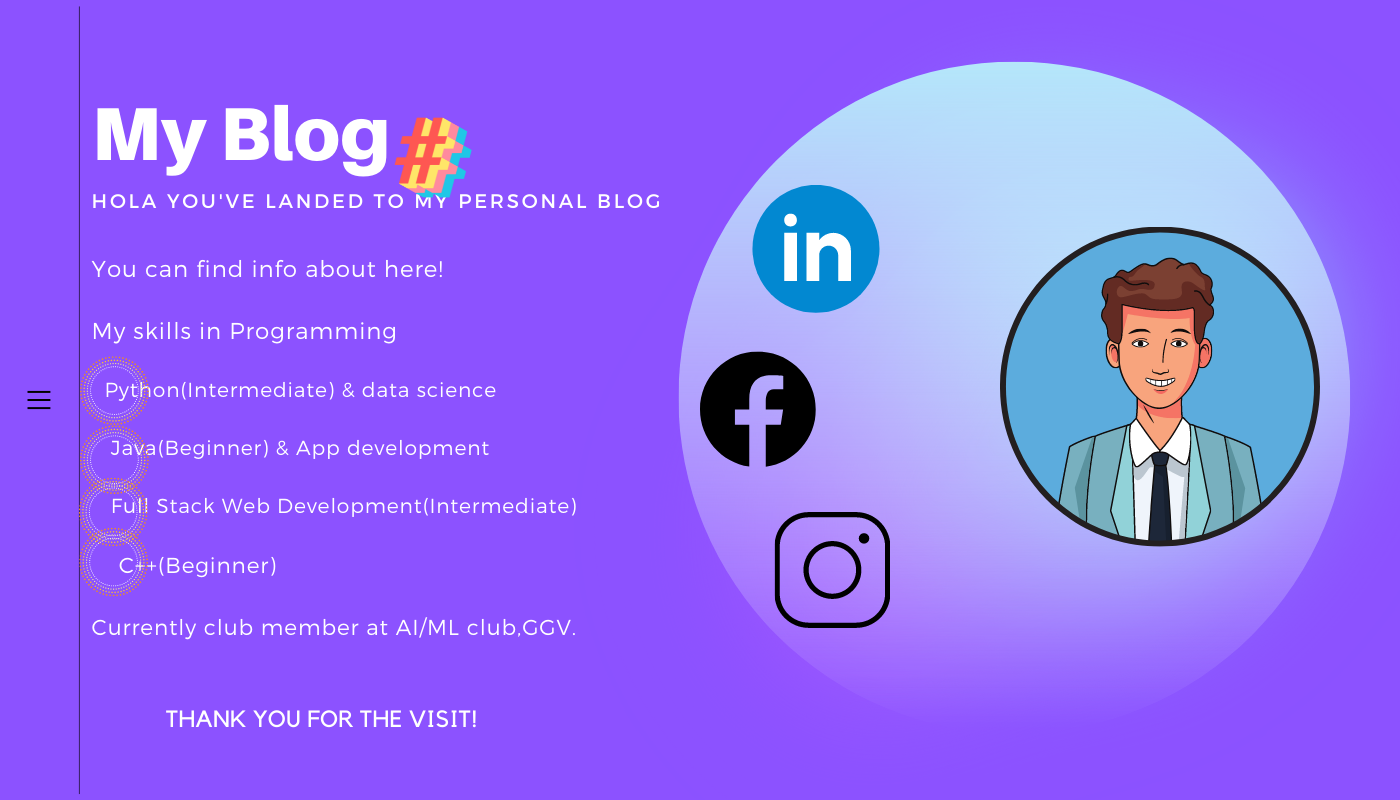 My Blog #
HOLA YOU'VE LANDED TO MY PERSONAL BLOG
You can find info about here!
My skills in Programming
Python(Intermediate) & data science
Java(Beginner) & App development
Full Stack Web Development(Intermediate)
C++(Beginner)
Currently club member at AI/ML club,GGV.
THANK YOU FOR THE VISIT!
in
f